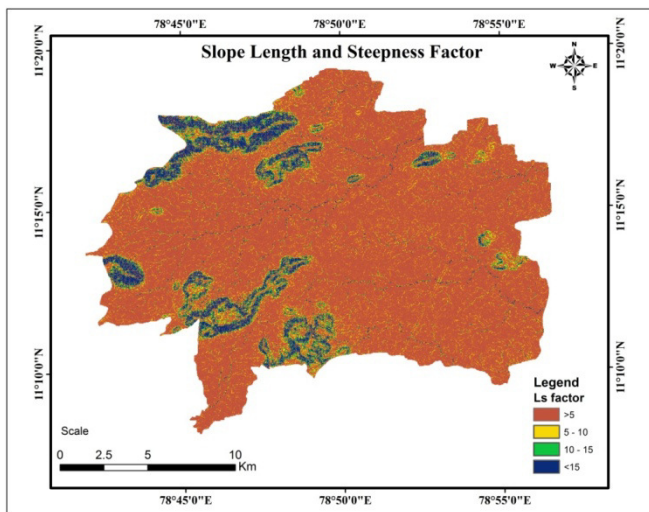 78°45'0"E 78°50'0"E 78°55'0"E
Slope Length and Steepness Factor
N
W E
S
11°20'0"N 11°20'0"N
11°15'0"N 11°15'0"N
11°10'0"N 11°10'0"N
Legend
Ls factor
>5
5 - 10
10 - 15
<15
Scale
0 2.5 5 10
Km
78°45'0"E 78°50'0"E 78°55'0"E